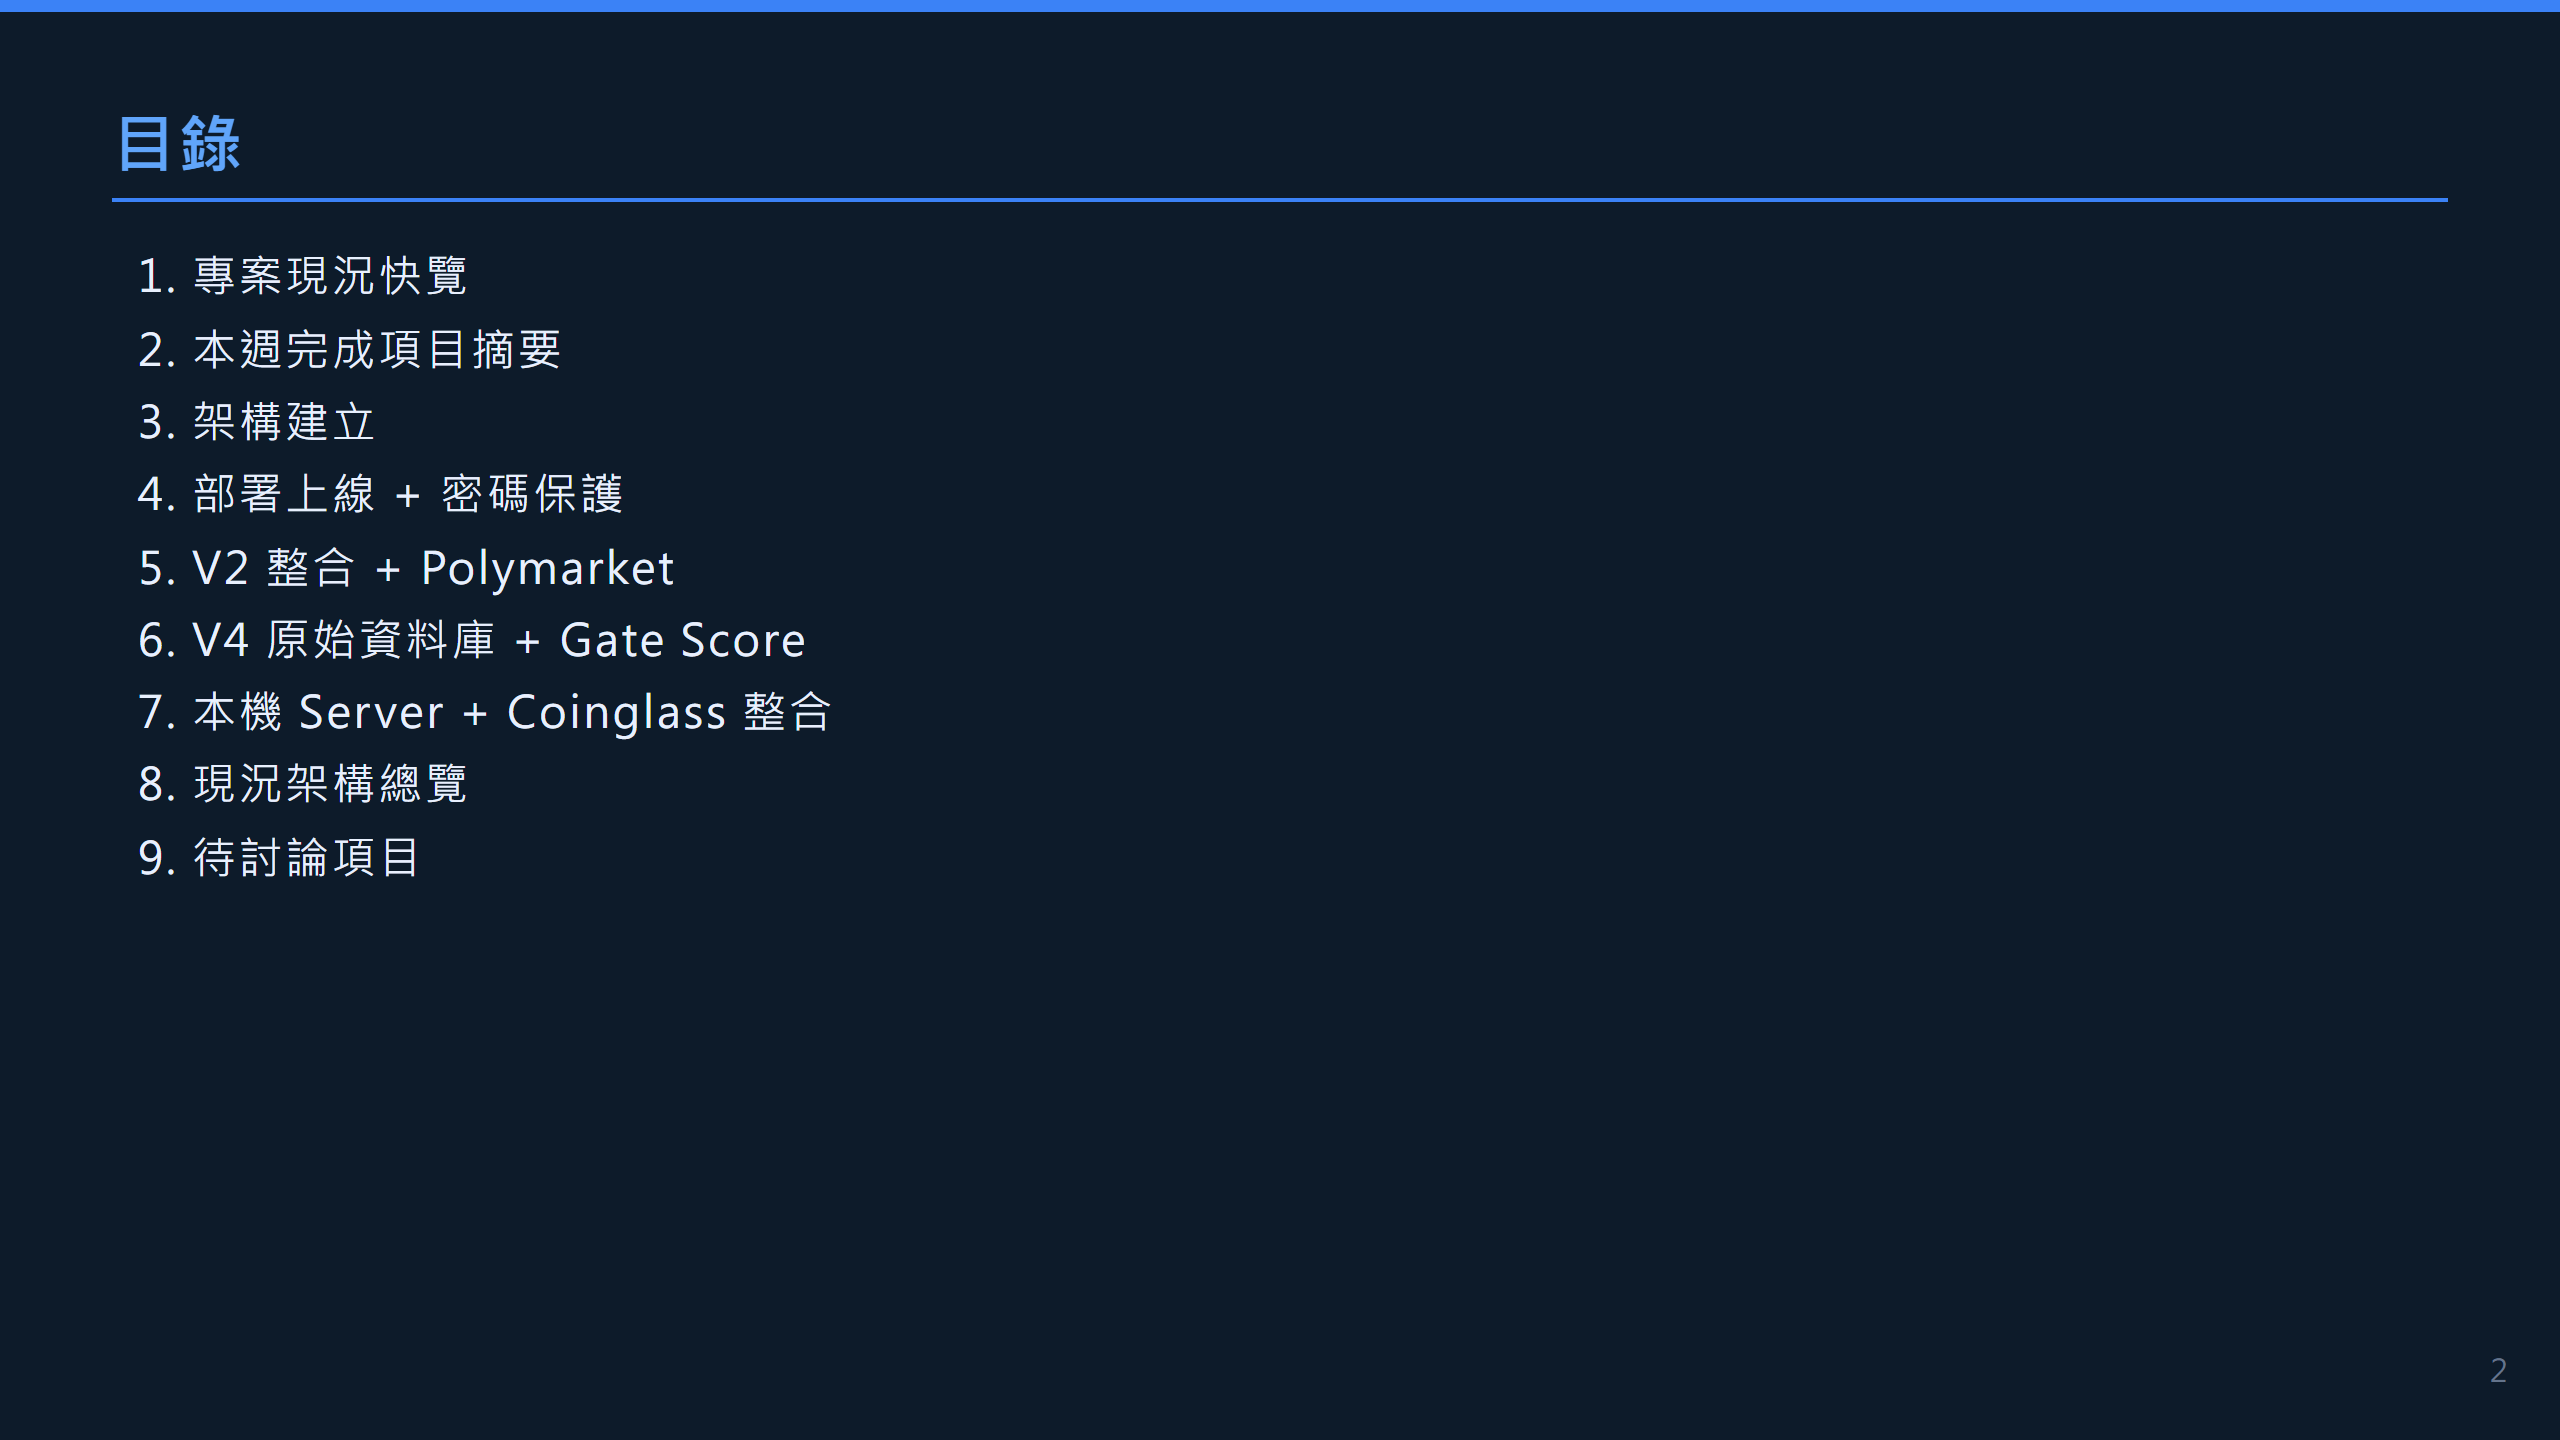 目錄
1. 專案現況快覽
2. 本週完成項目摘要
3. 架構建立
4. 部署上線 + 密碼保護
5. V2 整合 + Polymarket
6. V4 原始資料庫 + Gate Score
7. 本機 Server + Coinglass 整合
8. 現況架構總覽
9. 待討論項目
2